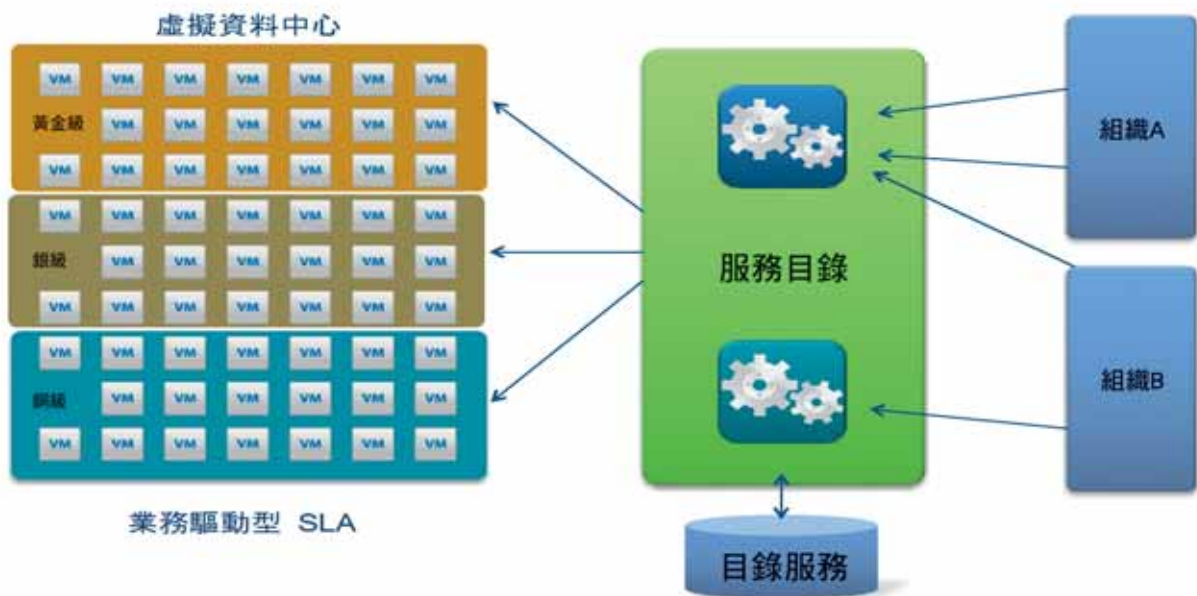 虛擬資料中心
VM VM VM VM VM VM VM
黃金級 VM VM VM VM VM VM
VM VM VM VM VM VM VM
VM VM VM VM VM VM VM
銀級 VM VM VM VM VM VM
VM VM VM VM VM VM VM
VM VM VM VM VM VM VM
銅級 VM VM VM VM VM VM
VM VM VM VM VM VM VM
業務驅動型 SLA
服務目錄
目錄服務
組織A
組織B